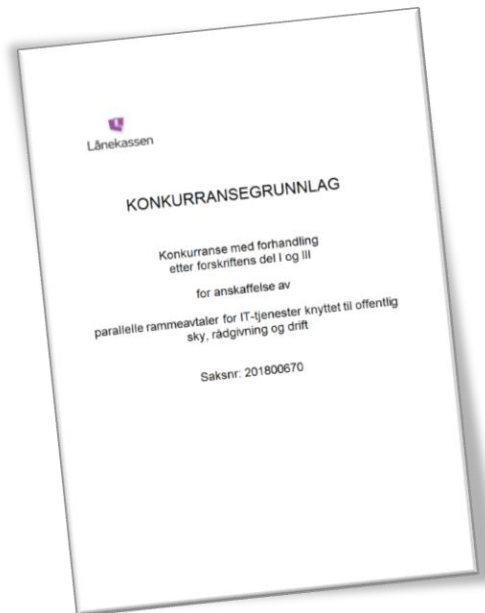 Lånekassen
KONKURRANSEGRUNNLAG
Konkurranse med forhandling
etter forskriftens del I og III
for anskaffelse av
parallelle rammeavtaler for IT-tjenester knyttet til offentlig
sky, rådgivning og drift
Saksnr: 201800670